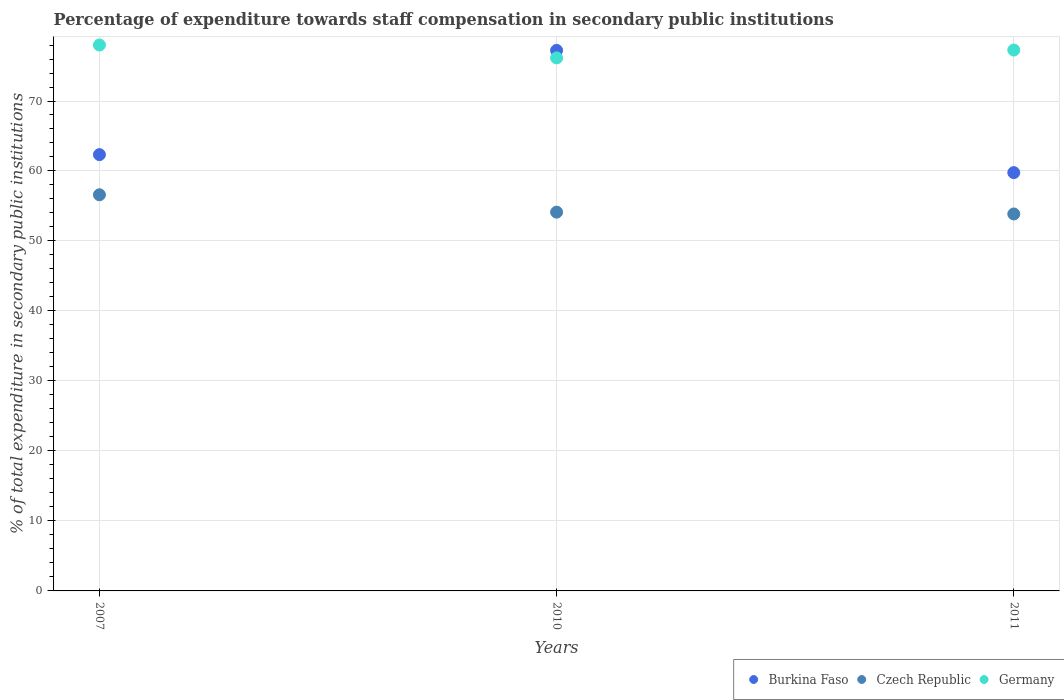 Percentage of expenditure towards staff compensation in secondary public institutions
% of total expenditure in secondary public institutions
70
60
50
40
30
20
10
0
2007
2010
2011
Years
Burkina Faso
Czech Republic
Germany